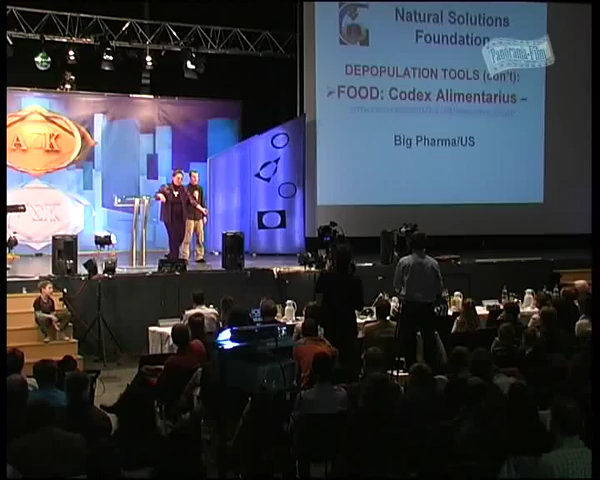 Natural Solutions
Foundation
Panorama-Film
DEPOPULATION TOOLS (con't):
➢FOOD: Codex Alimentarius –
Big Pharma/US
AZK
AZK